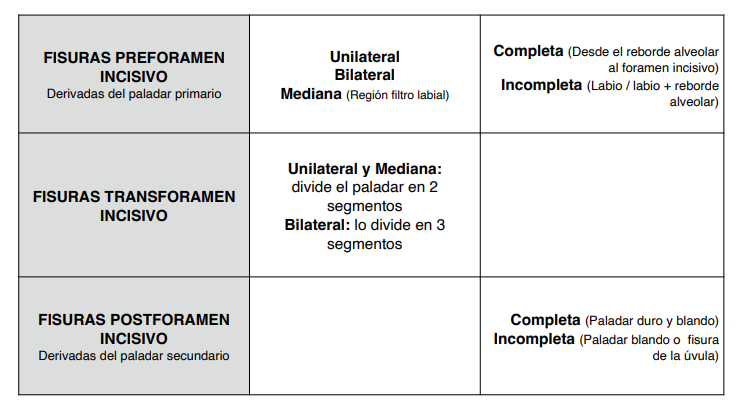 FISURAS PREFORAMEN
INCISIVO
Derivadas del paladar primario
Unilateral
Bilateral
Mediana (Región filtro labial)
Completa (Desde el reborde alveolar
al foramen incisivo)
Incompleta (Labio / labio + reborde
alveolar)
FISURAS TRANSFORAMEN
INCISIVO
Unilateral y Mediana:
divide el paladar en 2
segmentos
Bilateral: lo divide en 3
segmentos
FISURAS POSTFORAMEN
INCISIVO
Derivadas del paladar secundario
Completa (Paladar duro y blando)
Incompleta (Paladar blando o fisura
de la úvula)